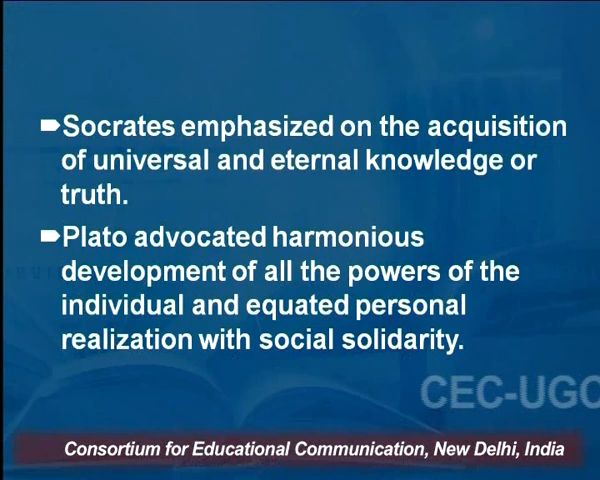 Socrates emphasized on the acquisition
of universal and eternal knowledge or
truth.
Plato advocated harmonious
development of all the powers of the
individual and equated personal
realization with social solidarity.
CEC-UGC
Consortium for Educational Communication, New Delhi, India